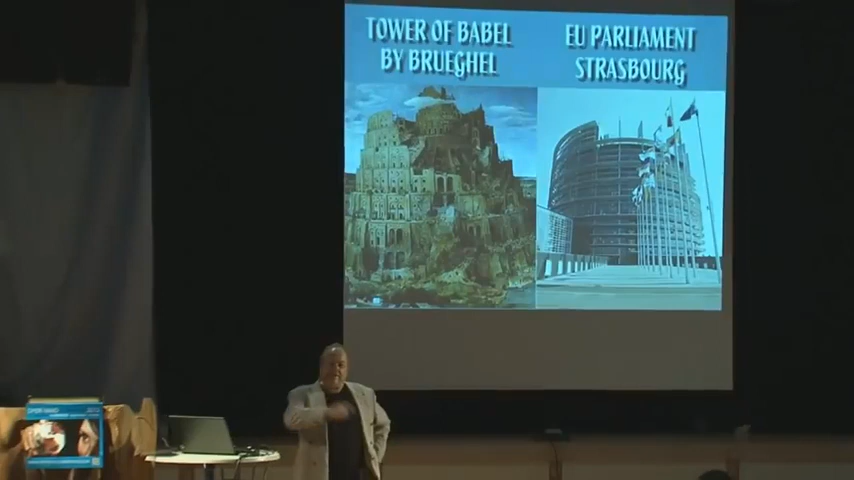 TOWER OF BABEL
BY BRUEGHEL
EU PARLIAMENT
STRASBOURG